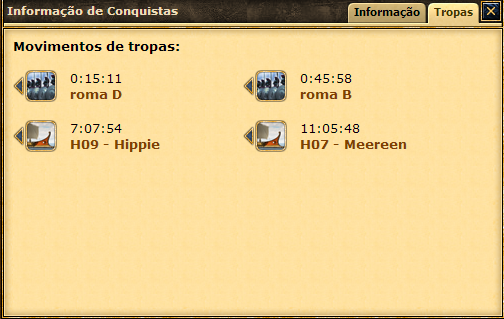 Informação de Conquistas
Informação
Tropas
Movimentos de tropas:
0:15:11
roma D
0:45:58
roma B
7:07:54
H09 - Hippie
11:05:48
H07 - Meereen